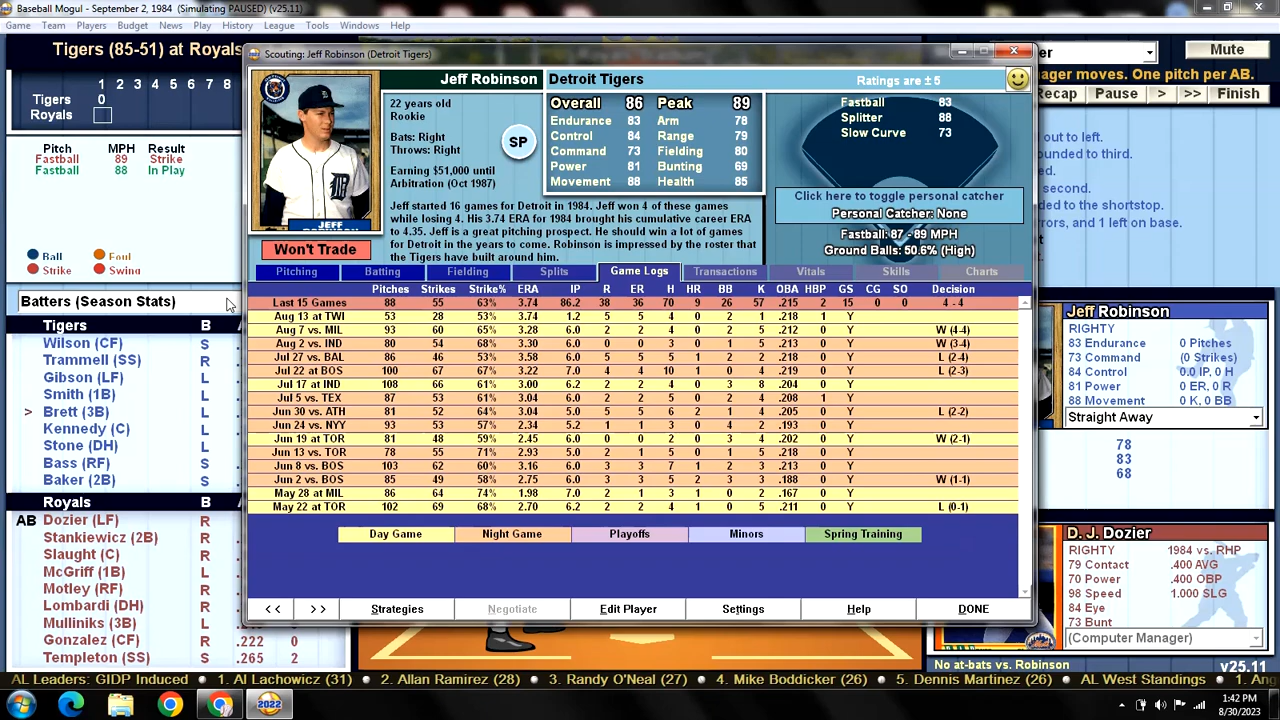 Baseball Mogul - September 2, 1984 (Simulating PAUSED) (v25.11)
Game Team Players Budget News Play History League Tools Windows Help
Tigers (85-51) at Royals
1 2 3 4 5 6 7 8
Tigers 0
Royals
Pitch MPH Result
Fastball 89 Strike
Fastball 88 In Play
Ball Foul
Strike Swing
Batters (Season Stats)
Tigers B
Wilson (CF) S
Trammell (SS) R
Gibson (LF) L
Smith (1B) L
> Brett (3B) L
Kennedy (C) L
Stone (DH) L
Bass (RF) S
Baker (2B) S
Royals B
AB Dozier (LF) R
Stankiewicz (2B) R
Slaught (C) R
McGriff (1B) L
Motley (RF) R
Lombardi (DH) R
Mulliniks (3B) L
Gonzalez (CF) R .222 0
Templeton (SS) S .265 2
Scouting: Jeff Robinson (Detroit Tigers)
JEFF
Jeff Robinson
22 years old
Rookie
Bats: Right
Throws: Right
Earning $51,000 until
Arbitration (Oct 1987)
SP
Detroit Tigers
Overall 86 Peak 89
Endurance 83 Arm 78
Control 84 Range 79
Command 73 Fielding 80
Power 81 Bunting 69
Movement 88 Health 85
Ratings are ± 5
Fastball 83
Splitter 88
Slow Curve 73
Click here to toggle personal catcher
Personal Catcher: None
Fastball: 87 - 89 MPH
Ground Balls: 50.6% (High)
Jeff started 16 games for Detroit in 1984. Jeff won 4 of these games
while losing 4. His 3.74 ERA for 1984 brought his cumulative career ERA
to 4.35. Jeff is a great pitching prospect. He should win a lot of games
for Detroit in the years to come. Robinson is impressed by the roster that
the Tigers have built around him.
Won't Trade
Pitching Batting Fielding Splits Game Logs Transactions Vitals Skills Charts
Pitches Strikes Strike% ERA IP R ER H HR BB K OBA HBP GS CG SO Decision
Last 15 Games 88 55 63% 3.74 86.2 38 36 70 9 26 57 .215 2 15 0 0 4 - 4
Aug 13 at TWI 53 28 53% 3.74 1.2 5 5 4 0 2 1 .218 1 Y
Aug 7 vs. MIL 93 60 65% 3.28 6.0 2 2 4 0 1 5 .212 0 Y W (4-4)
Aug 2 vs. IND 80 54 68% 3.30 6.0 0 0 3 0 1 5 .213 0 Y W (3-4)
Jul 27 vs. BAL 86 46 53% 3.58 6.0 5 5 3 1 2 2 .218 0 Y L (2-4)
Jul 22 at BOS 100 67 67% 3.22 7.0 4 4 10 1 0 4 .219 0 Y L (2-3)
Jul 17 at IND 108 66 61% 3.00 6.2 2 2 4 0 3 8 .204 0 Y
Jul 5 vs. TEX 87 53 61% 3.04 6.0 2 2 5 0 2 4 .208 1 Y
Jun 30 vs. ATH 81 52 64% 3.04 5.0 5 5 6 2 1 4 .205 0 Y L (2-2)
Jun 24 vs. NYY 93 53 57% 2.34 5.2 1 1 3 0 4 2 .193 0 Y
Jun 19 at TOR 81 48 59% 2.45 6.0 0 0 2 0 3 4 .202 0 Y W (2-1)
Jun 13 vs. TOR 78 55 71% 2.93 5.0 2 1 5 0 1 5 .218 0 Y
Jun 8 vs. BOS 103 62 60% 3.16 6.0 3 3 7 1 2 3 .213 0 Y
Jun 2 vs. BOS 85 49 58% 2.75 6.0 3 3 5 2 3 3 .188 0 Y W (1-1)
May 28 at MIL 86 64 74% 1.98 7.0 2 1 3 1 0 2 .167 0 Y
May 22 at TOR 102 69 68% 2.70 6.2 2 2 4 1 0 5 .211 0 Y L (0-1)
Day Game Night Game Playoffs Minors Spring Training
<< >> Strategies Negotiate Edit Player Settings Help DONE
Mute
ager moves. One pitch per AB.
Recap Pause > >> Finish
out to left.
ounded to third.
ed.
second.
ded to the shortstop.
rors, and 1 left on base.
Jeff Robinson
RIGHTY
83 Endurance 0 Pitches
73 Command (0 Strikes)
84 Control 0.0 IP, 0 H
81 Power 0 ER, 0 R
88 Movement 0 K, 0 BB
Straight Away
78
83
68
D. J. Dozier
RIGHTY 1984 vs. RHP
79 Contact .400 AVG
70 Power .400 OBP
98 Speed 1.000 SLG
84 Eye
73 Bunt
(Computer Manager)
No at-bats vs. Robinson v25.11
AL Leaders: GIDP Induced • 1. Al Lachowicz (31) • 2. Allan Ramirez (28) • 3. Randy O'Neal (27) • 4. Mike Boddicker (26) • 5. Dennis Martinez (26) • AL West Standings • 1. Ang
2022
1:42 PM
8/30/2023